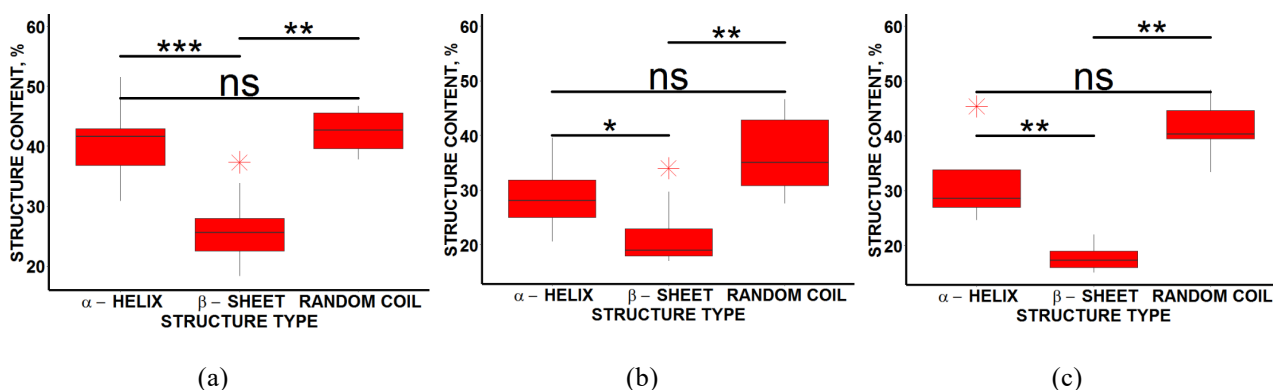 STRUCTURE CONTENT, %
60
50
40
30
20
***
**
ns
α – HELIX
β – SHEET
RANDOM COIL
STRUCTURE TYPE
(a)
STRUCTURE CONTENT, %
60
50
40
30
20
**
ns
*
α – HELIX
β – SHEET
RANDOM COIL
STRUCTURE TYPE
(b)
STRUCTURE CONTENT, %
60
50
40
30
20
**
ns
**
α – HELIX
β – SHEET
RANDOM COIL
STRUCTURE TYPE
(c)